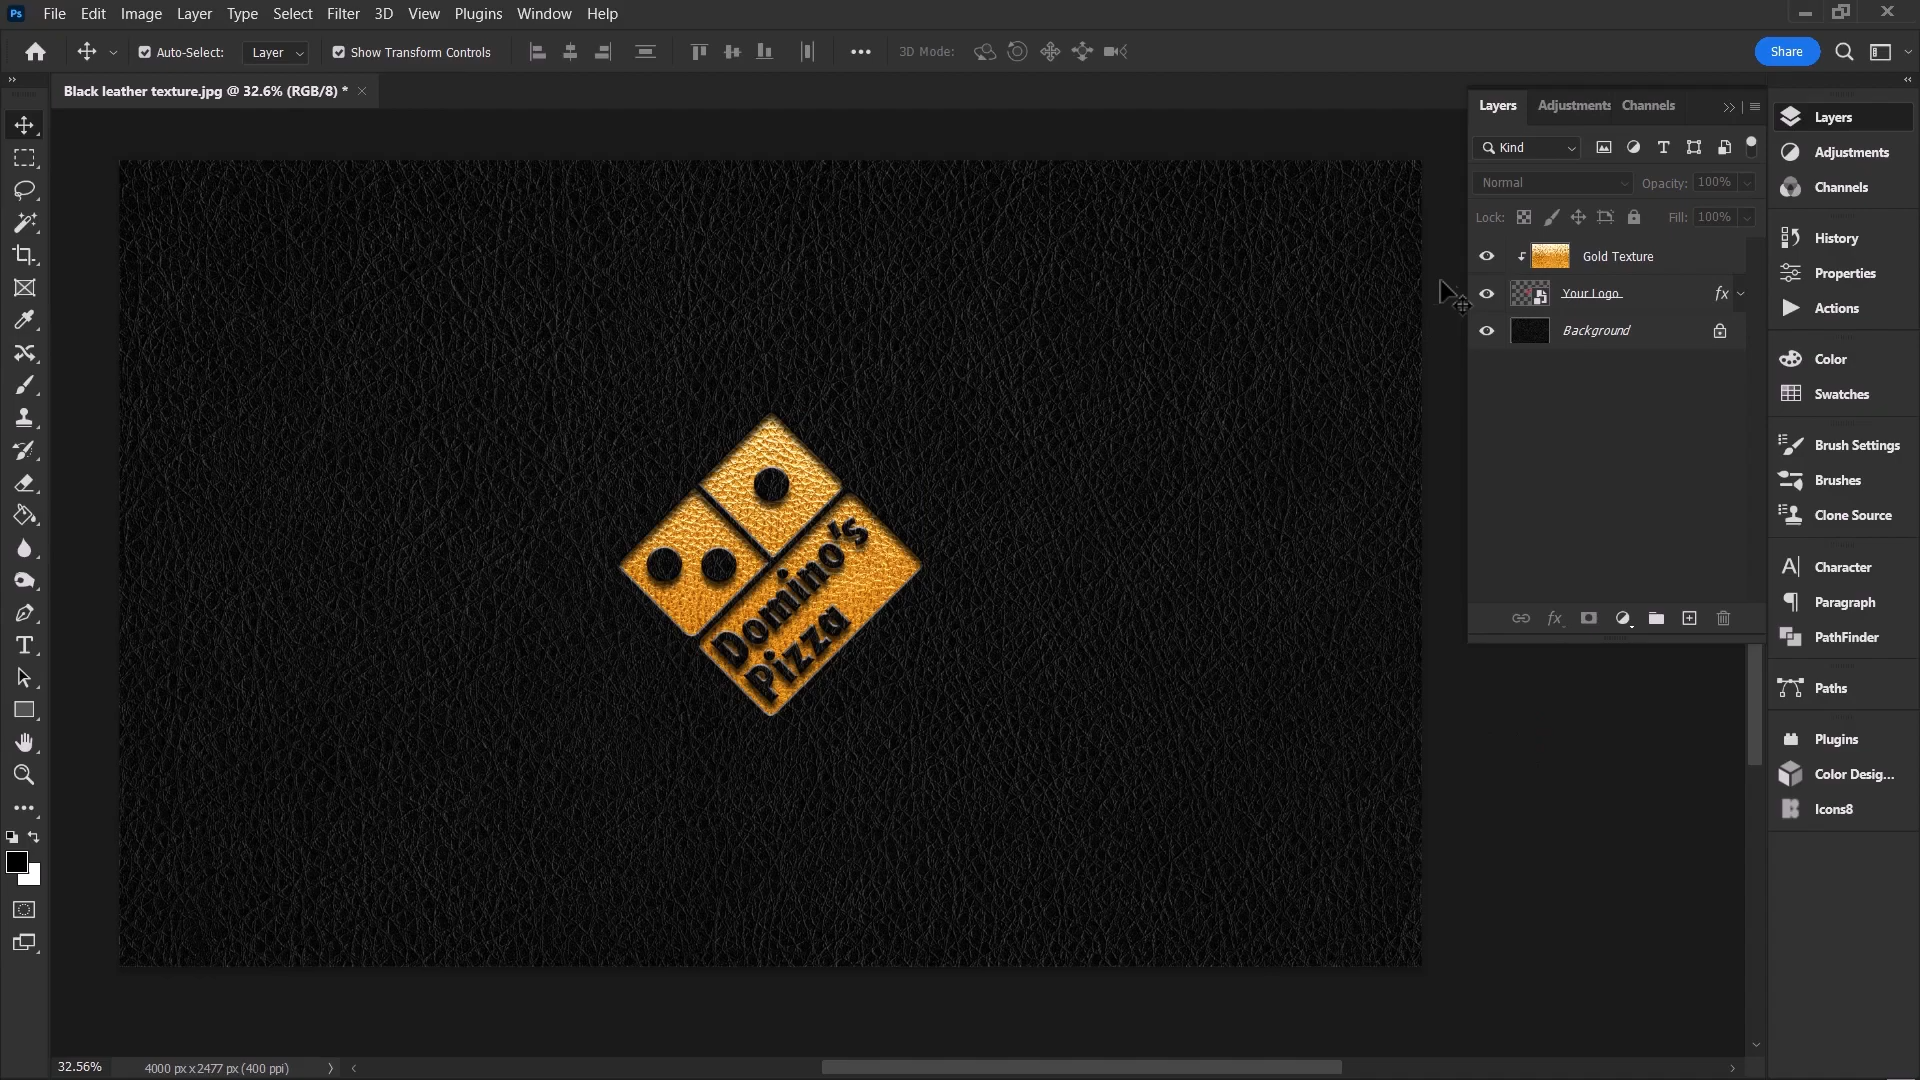 Ps File Edit Image Layer Type Select Filter 3D View Plugins Window Help
Auto-Select: Layer Show Transform Controls 3D Mode: Share
Black leather texture.jpg @ 32.6% (RGB/8) *
Layers Adjustments Channels
Kind
Normal Opacity: 100%
Lock: Fill: 100%
Gold Texture
Your Logo fx
Background
fx
Domino's
Pizza
Layers
Adjustments
Channels
History
Properties
Actions
Color
Swatches
Brush Settings
Brushes
Clone Source
Character
Paragraph
PathFinder
Paths
Plugins
Color Desig...
Icons8
32.56% 4000 px x 2477 px (400 ppi)